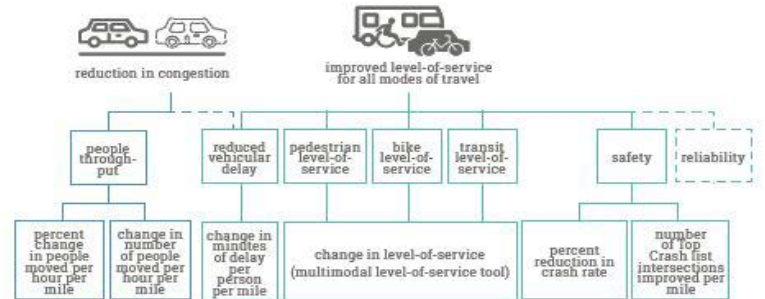 reduction in congestion
improved level-of-service
for all modes of travel
people
through-
put
reduced
vehicular
delay
pedestrian
level-of-
service
bike
level-of-
service
transit
level-of-
service
safety
reliability
percent
change
in people
moved per
hour per
mile
change in
number
of people
moved per
hour per
mile
change in
minutes
of delay
per
person
per mile
change in level-of-service
(multimodal level-of-service tool)
percent
reduction in
crash rate
number
of Top
Crash list
intersections
improved per
mile